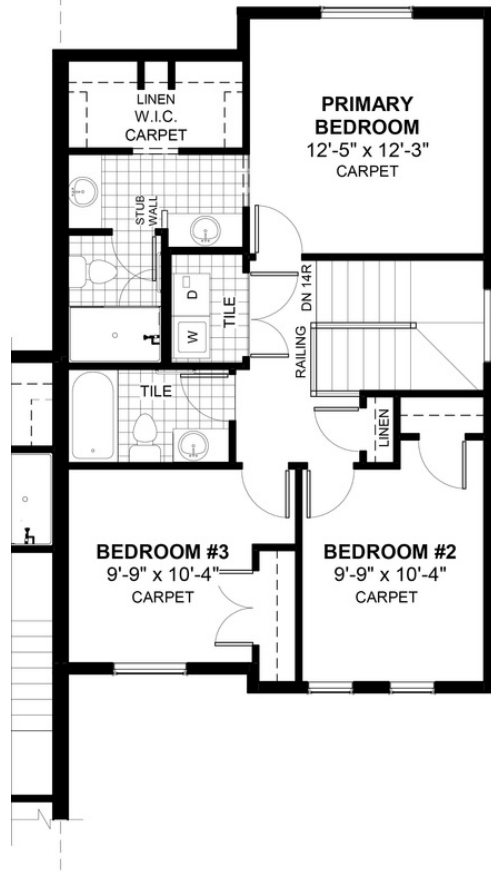 LINEN
W.I.C.
CARPET
PRIMARY
BEDROOM
12'-5" x 12'-3"
CARPET
STUB
WALL
D
W
TILE
DN 14R
RAILING
TILE
LINEN
BEDROOM #3
9'-9" x 10'-4"
CARPET
BEDROOM #2
9'-9" x 10'-4"
CARPET